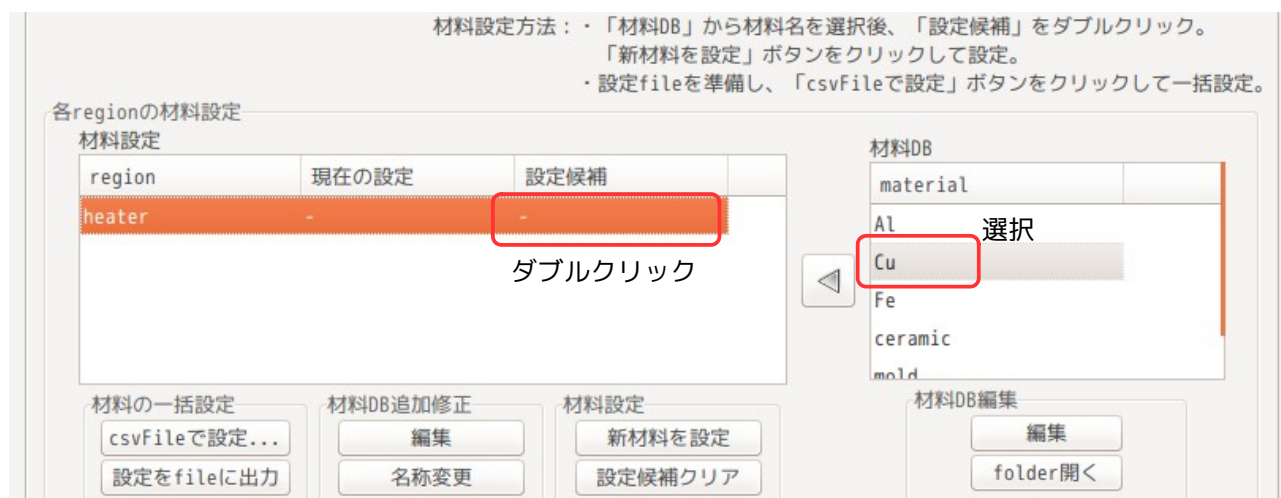 材料設定方法：・「材料DB」から材料名を選択後、「設定候補」をダブルクリック。
「新材料を設定」ボタンをクリックして設定。
・設定fileを準備し、「csvFileで設定」ボタンをクリックして一括設定。
各regionの材料設定
材料設定
材料DB
region 現在の設定 設定候補
material
heater - -
Al
選択
Cu
ダブルクリック
Fe
ceramic
mold
材料の一括設定 材料DB追加修正 材料設定 材料DB編集
csvFileで設定... 編集 新材料を設定 編集
設定をfileに出力 名称変更 設定候補クリア folder開く